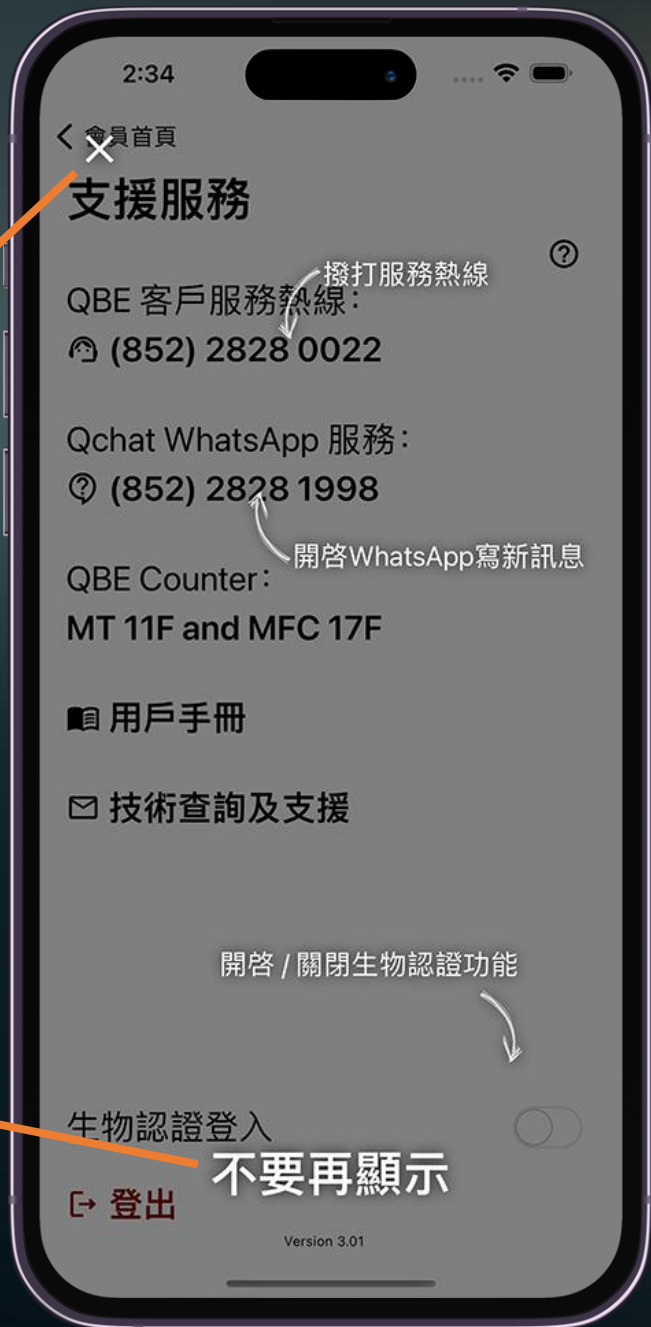 2:34
會員首頁
支援服務
撥打服務熱線
QBE 客戶服務熱線：
(852) 2828 0022
Qchat WhatsApp 服務：
(852) 2828 1998
開啓WhatsApp寫新訊息
QBE Counter：
MT 11F and MFC 17F
用戶手冊
技術查詢及支援
開啓 / 關閉生物認證功能
生物認證登入
不要再顯示
登出
Version 3.01